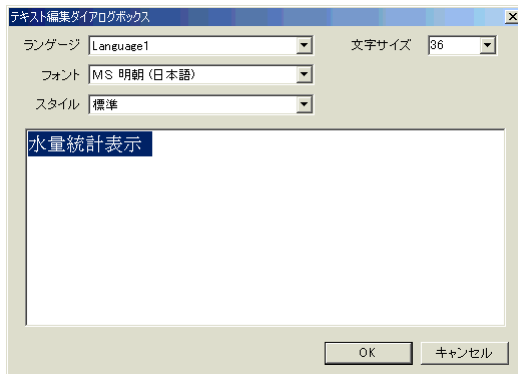 テキスト編集ダイアログボックス
ランゲージ Language1 文字サイズ 36
フォント MS 明朝 (日本語)
スタイル 標準
水量統計表示
OK キャンセル